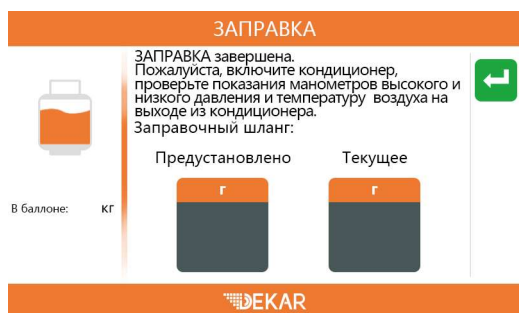 ЗАПРАВКА
ЗАПРАВКА завершена.
Пожалуйста, включите кондиционер,
проверьте показания манометров высокого и
низкого давления и температуру воздуха на
выходе из кондиционера.
Заправочный шланг:
Предустановлено Текущее
г г
В баллоне: кг
DEKAR